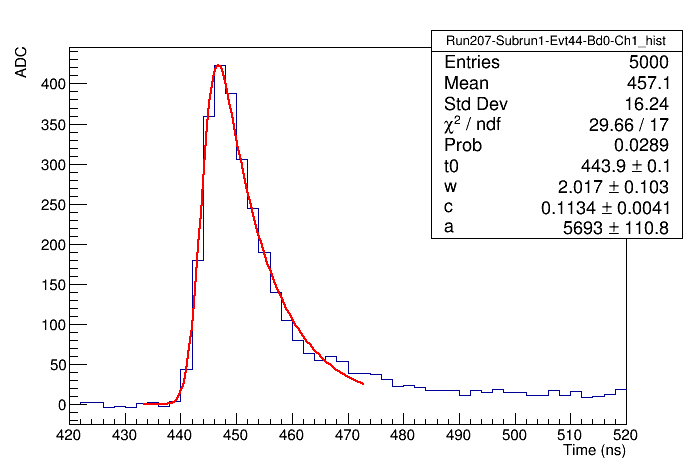 Run207-Subrun1-Evt44-Bd0-Ch1_hist
Entries 5000
Mean 457.1
Std Dev 16.24
χ² / ndf 29.66 / 17
Prob 0.0289
t0 443.9 ± 0.1
w 2.017 ± 0.103
c 0.1134 ± 0.0041
a 5693 ± 110.8
ADC
400
350
300
250
200
150
100
50
0
420 430 440 450 460 470 480 490 500 510 520
Time (ns)